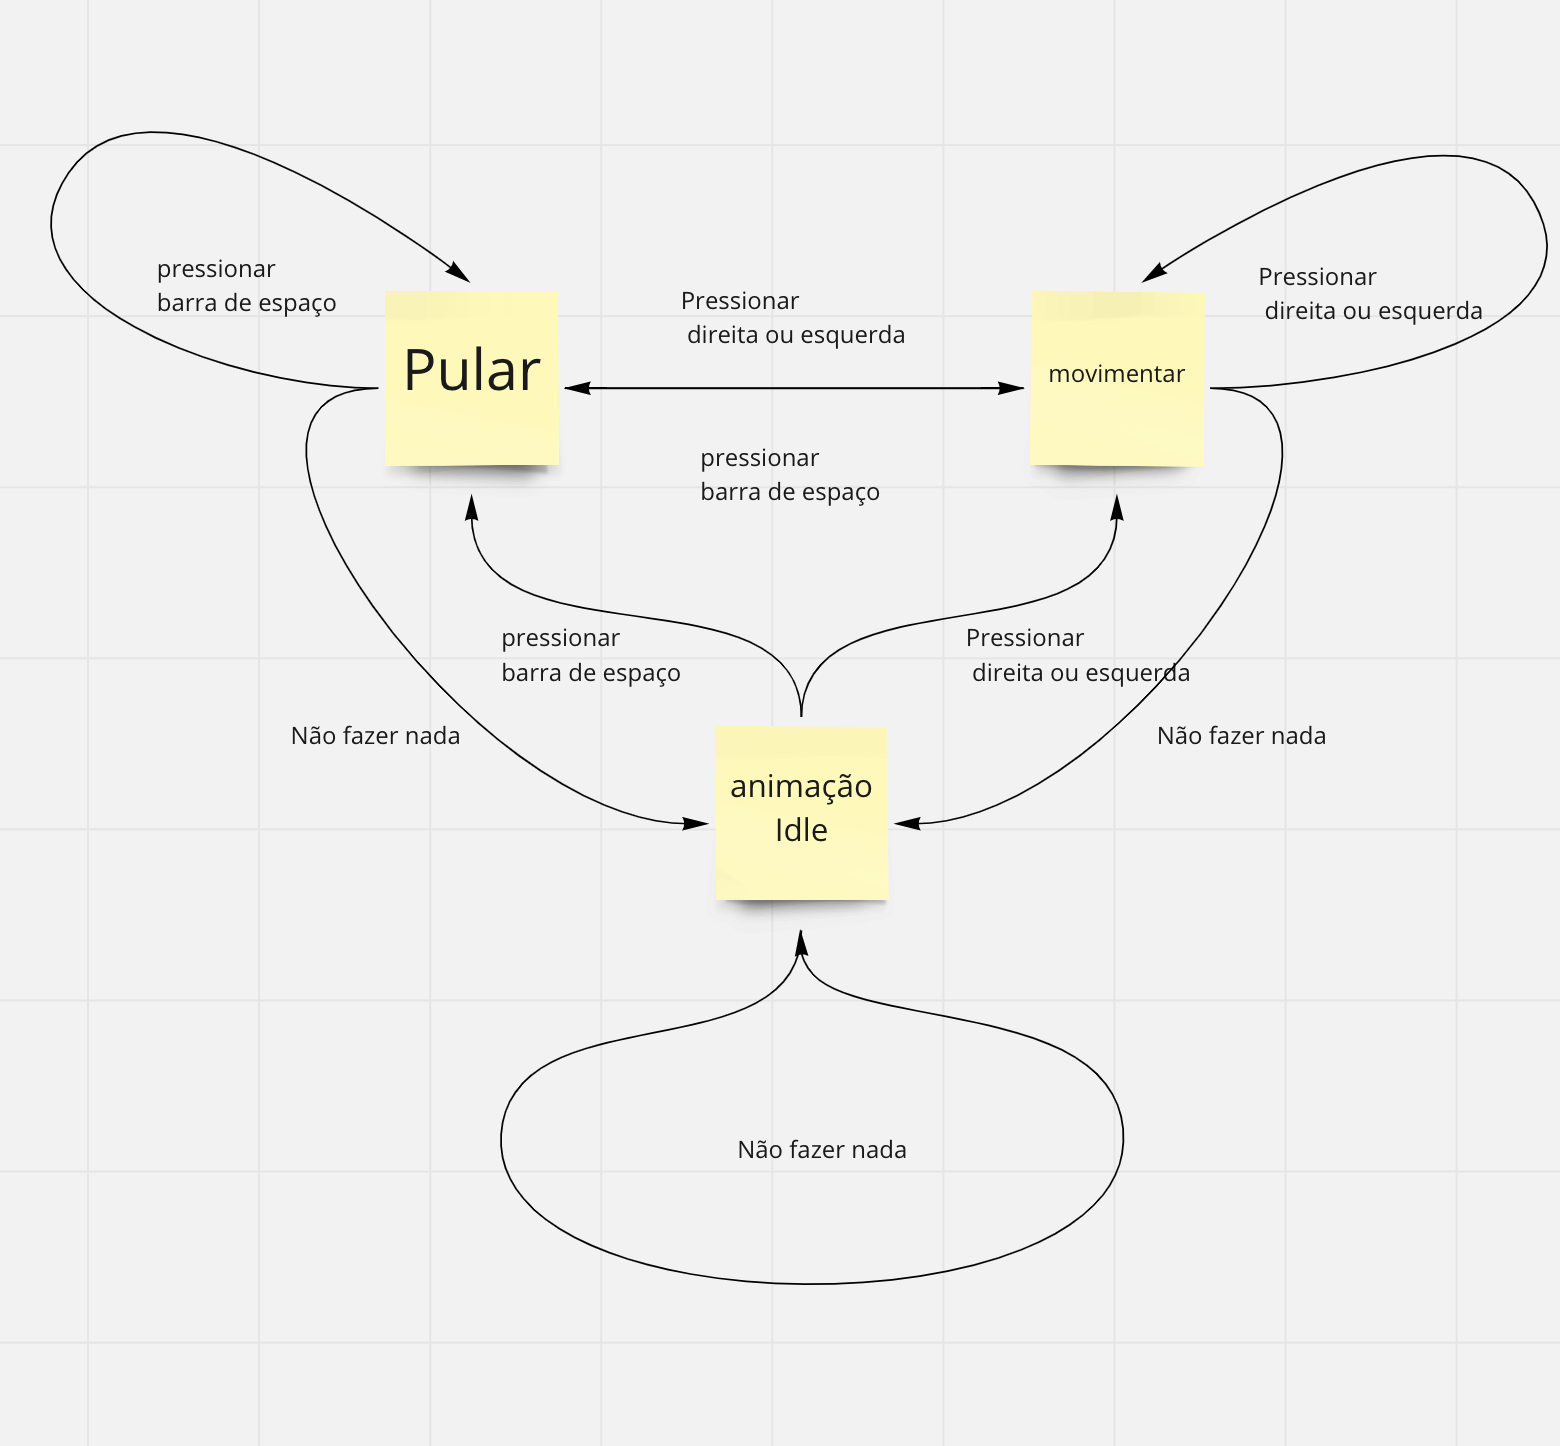 pressionar
barra de espaço
Pressionar
direita ou esquerda
Pressionar
direita ou esquerda
Pular
movimentar
pressionar
barra de espaço
pressionar
barra de espaço
Pressionar
direita ou esquerda
Não fazer nada
Não fazer nada
animação
Idle
Não fazer nada